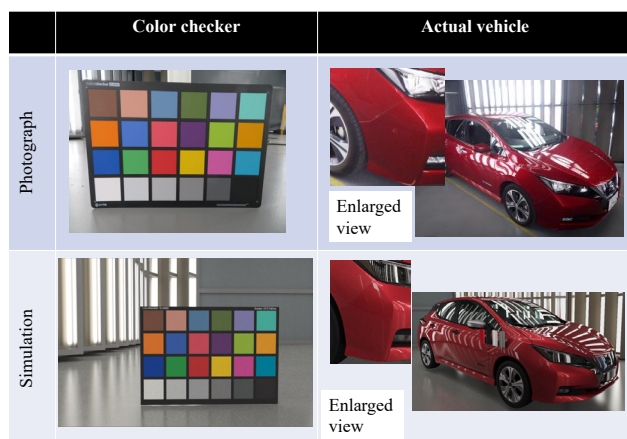 Color checker
Actual vehicle
Photograph
Enlarged
view
Simulation
Enlarged
view